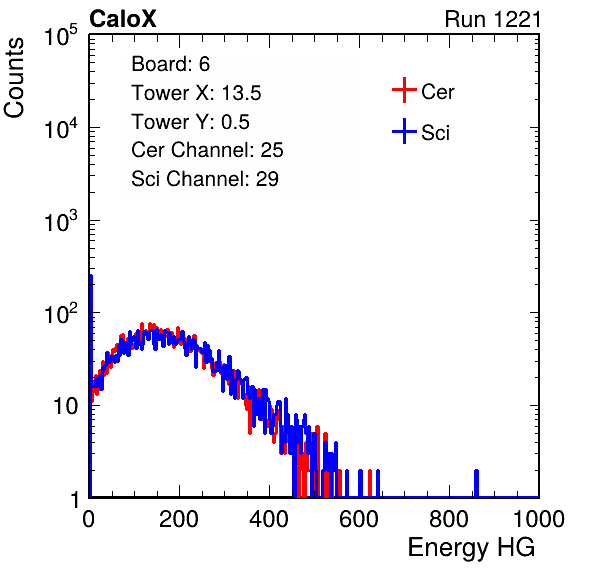 CaloX Run 1221
Counts
10^5
10^4
10^3
10^2
10
1
Board: 6
Tower X: 13.5
Tower Y: 0.5
Cer Channel: 25
Sci Channel: 29
Cer
Sci
0 200 400 600 800 1000
Energy HG